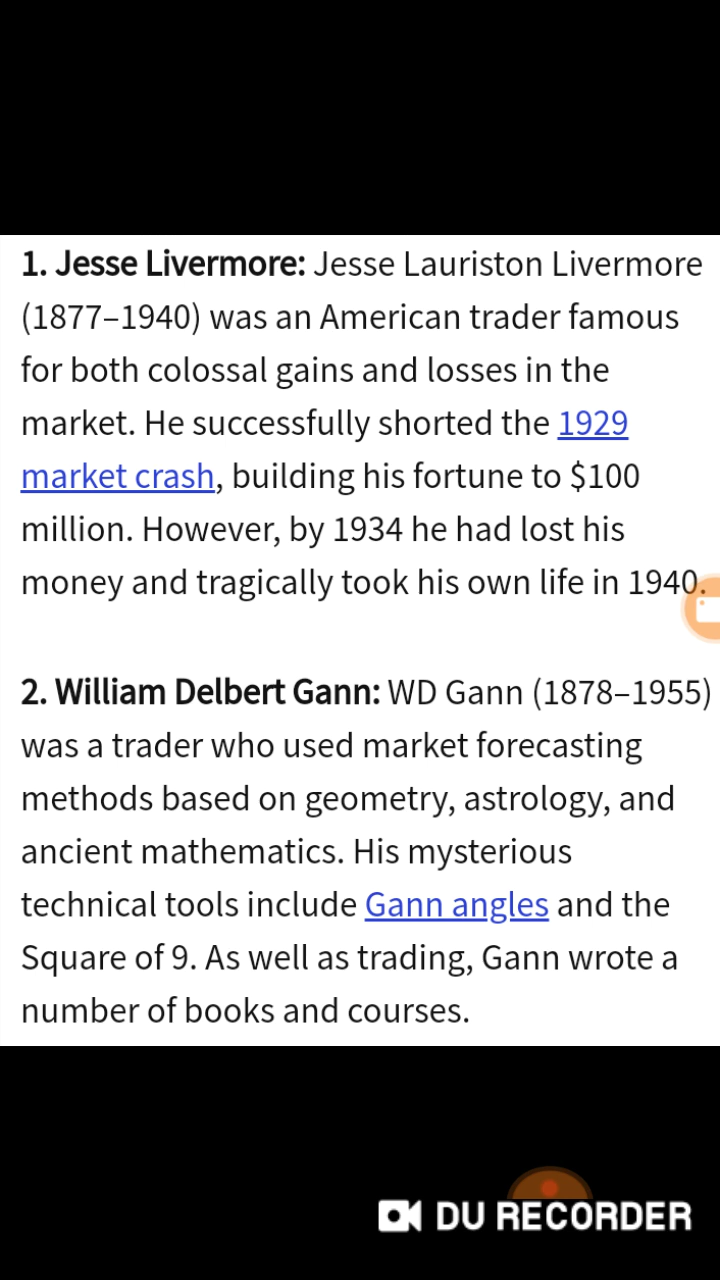 1. Jesse Livermore: Jesse Lauriston Livermore
(1877–1940) was an American trader famous
for both colossal gains and losses in the
market. He successfully shorted the 1929
market crash, building his fortune to $100
million. However, by 1934 he had lost his
money and tragically took his own life in 1940.
2. William Delbert Gann: WD Gann (1878–1955)
was a trader who used market forecasting
methods based on geometry, astrology, and
ancient mathematics. His mysterious
technical tools include Gann angles and the
Square of 9. As well as trading, Gann wrote a
number of books and courses.
DU RECORDER